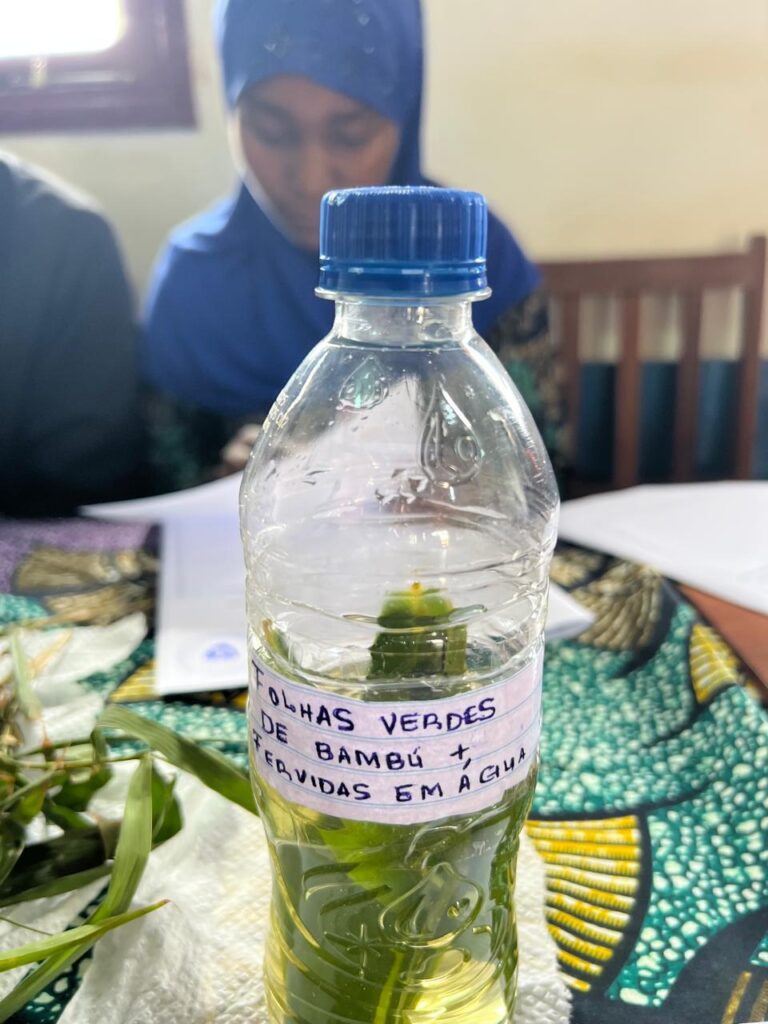 FOLHAS VERDES
DE BAMBÚ +
FERVIDAS EM ÁGUA